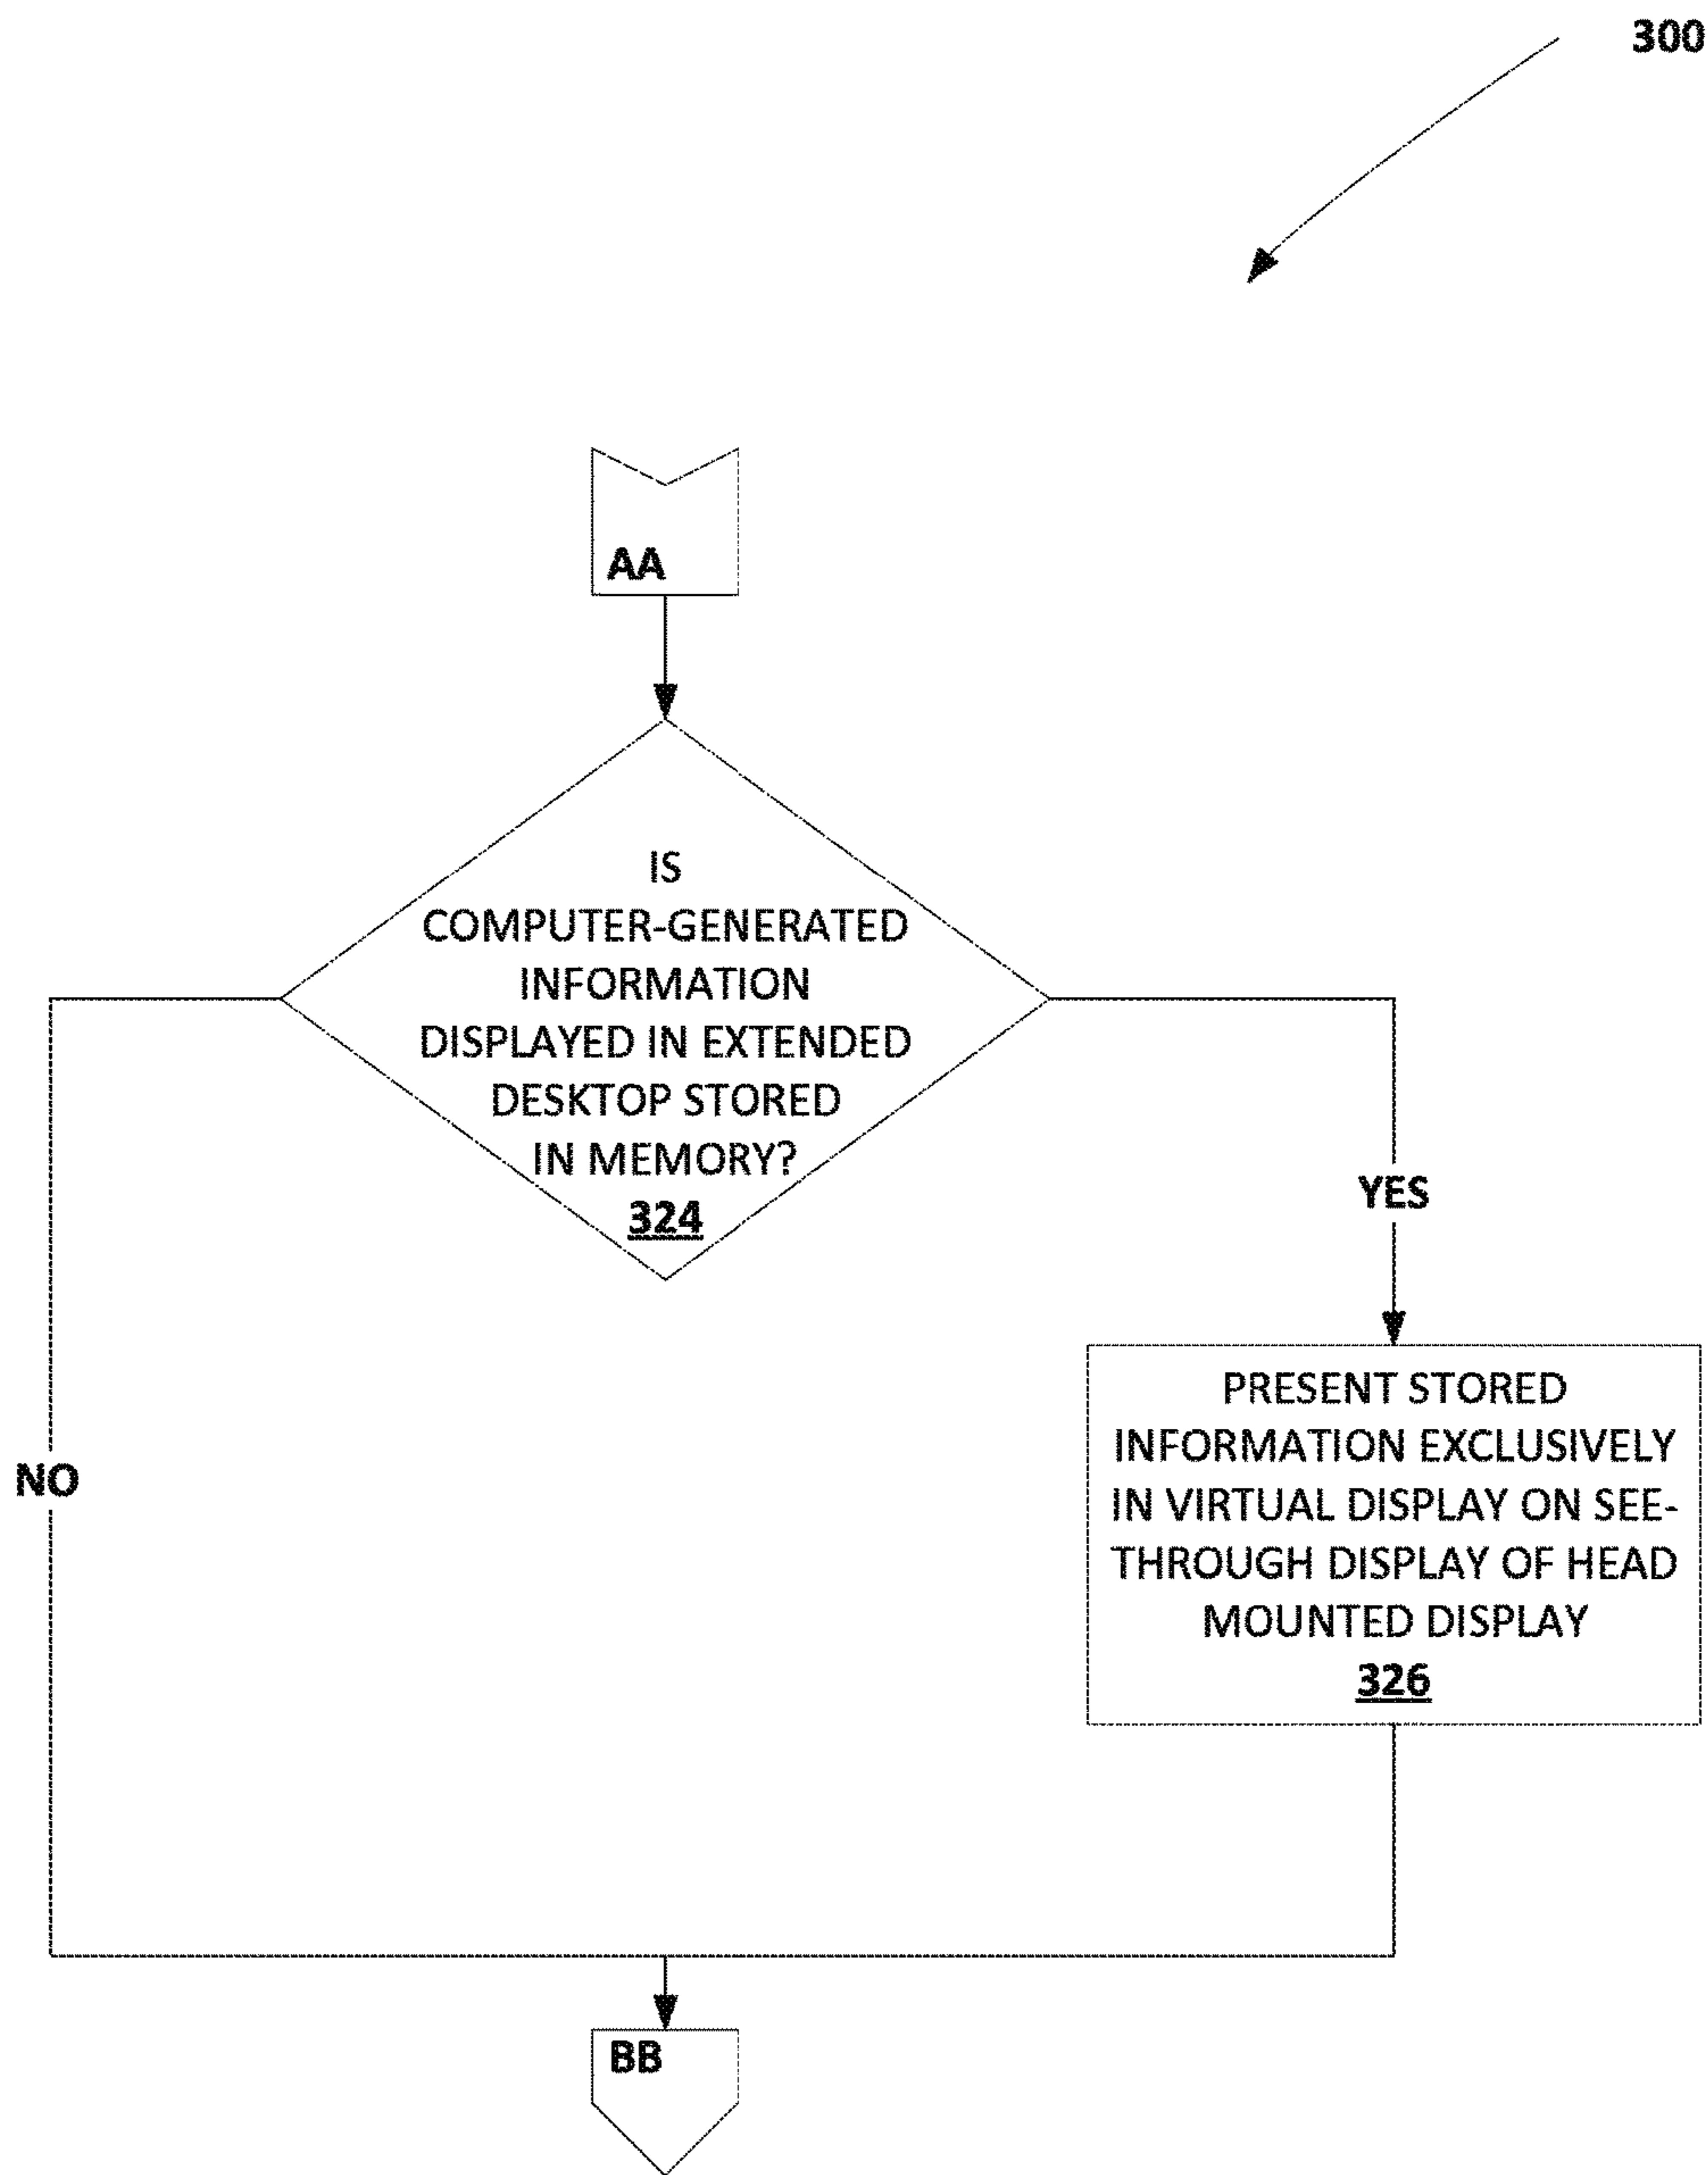 300
AA
IS
COMPUTER-GENERATED
INFORMATION
DISPLAYED IN EXTENDED
DESKTOP STORED
IN MEMORY?
324
YES
NO
PRESENT STORED
INFORMATION EXCLUSIVELY
IN VIRTUAL DISPLAY ON SEE-
THROUGH DISPLAY OF HEAD
MOUNTED DISPLAY
326
BB